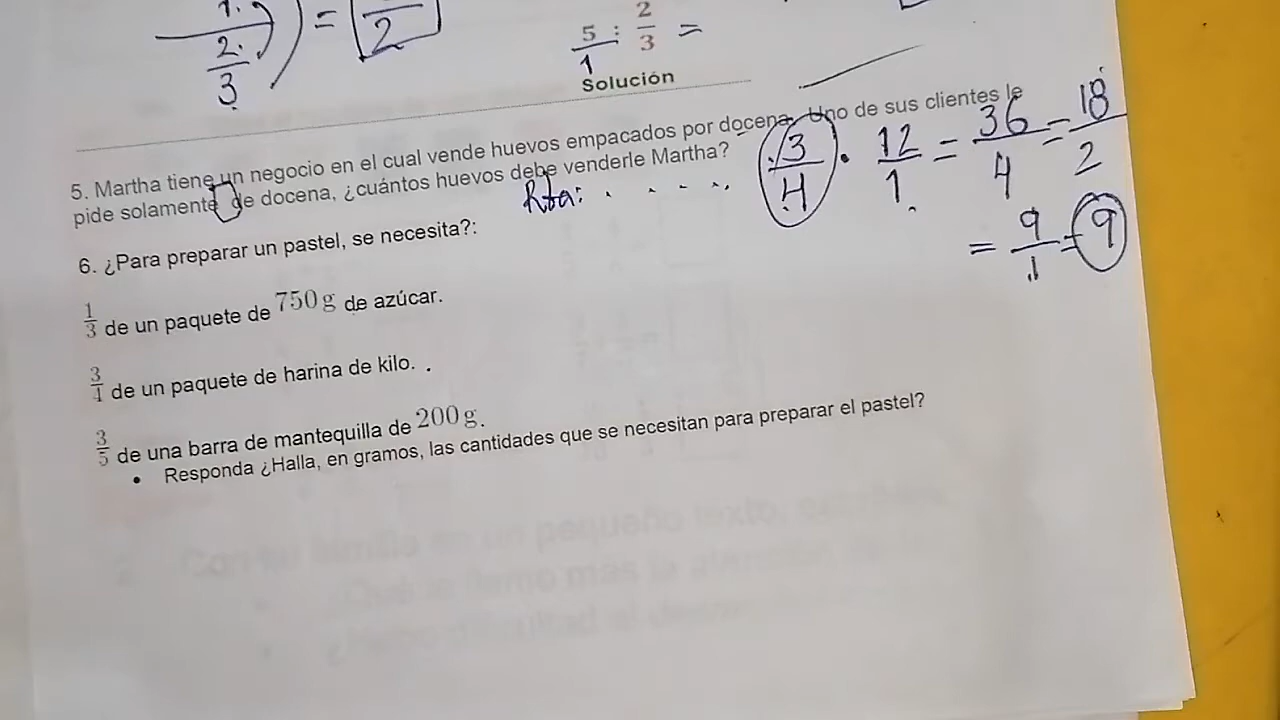 1.
2. ) ) = 2
3
5/1 : 2/3 =
Solución
5. Martha tiene un negocio en el cual vende huevos empacados por docena. Uno de sus clientes le
pide solamente de docena, ¿cuántos huevos debe venderle Martha?
Rta: . . - . .
3/4 . 12/1 = 36/4 = 18/2
= 9/1 = 9
6. ¿Para preparar un pastel, se necesita?:
1/3 de un paquete de 750 g de azúcar.
3/4 de un paquete de harina de kilo.
3/5 de una barra de mantequilla de 200 g.
• Responda ¿Halla, en gramos, las cantidades que se necesitan para preparar el pastel?